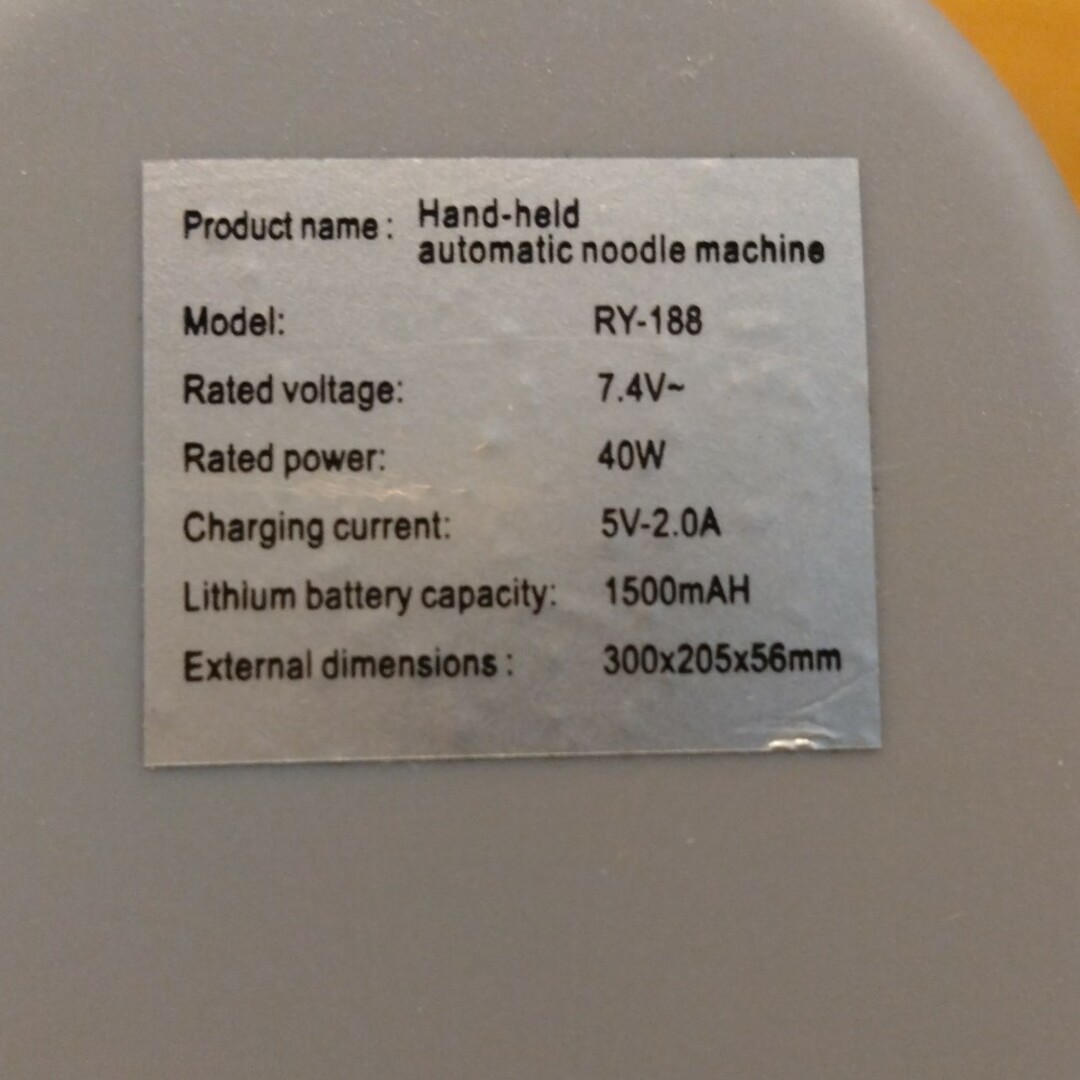 Product name : Hand-held
automatic noodle machine
Model: RY-188
Rated voltage: 7.4V~
Rated power: 40W
Charging current: 5V-2.0A
Lithium battery capacity: 1500mAH
External dimensions : 300x205x56mm